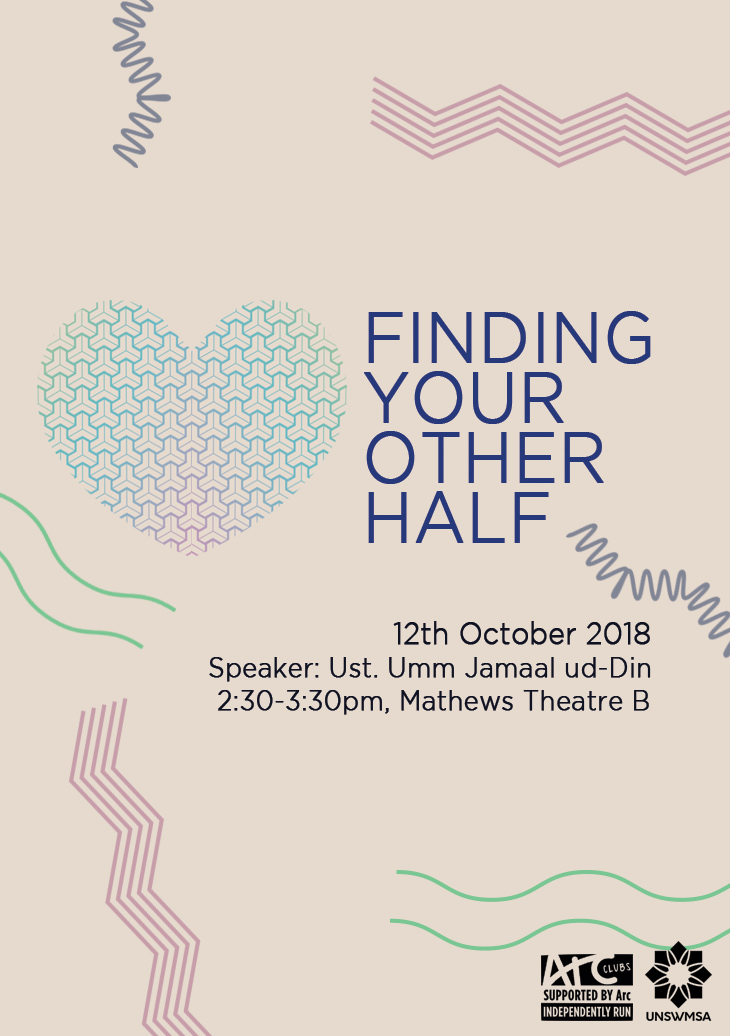 FINDING
YOUR
OTHER
HALF
12th October 2018
Speaker: Ust. Umm Jamaal ud-Din
2:30-3:30pm, Mathews Theatre B
Arc CLUBS
SUPPORTED BY Arc
INDEPENDENTLY RUN
UNSWMSA